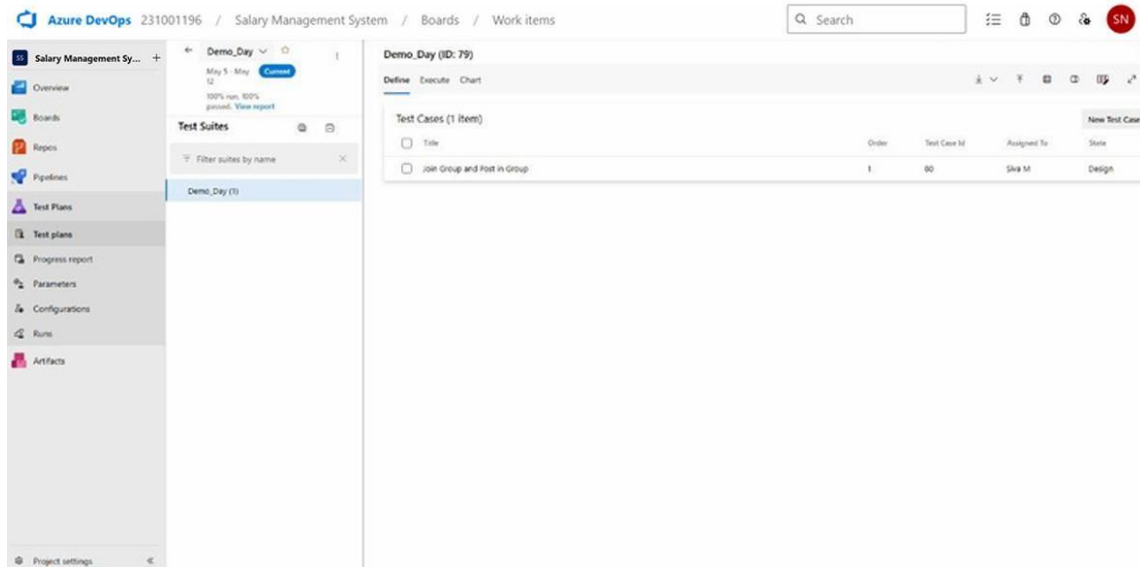 Azure DevOps 231001196 / Salary Management System / Boards / Work items
Search
SN
SS Salary Management Sy... +
Overview
Boards
Repos
Pipelines
Test Plans
Test plans
Progress report
Parameters
Configurations
Runs
Artifacts
Project settings
Demo_Day
May 5 - May
12
Current
100% run, 100%
passed. View report
Test Suites
Filter suites by name
Demo_Day (1)
Demo_Day (ID: 79)
Define Execute Chart
Test Cases (1 item)
New Test Case
Title Order Test Case Id Assigned To State
Join Group and Post in Group 1 80 Siva M Design